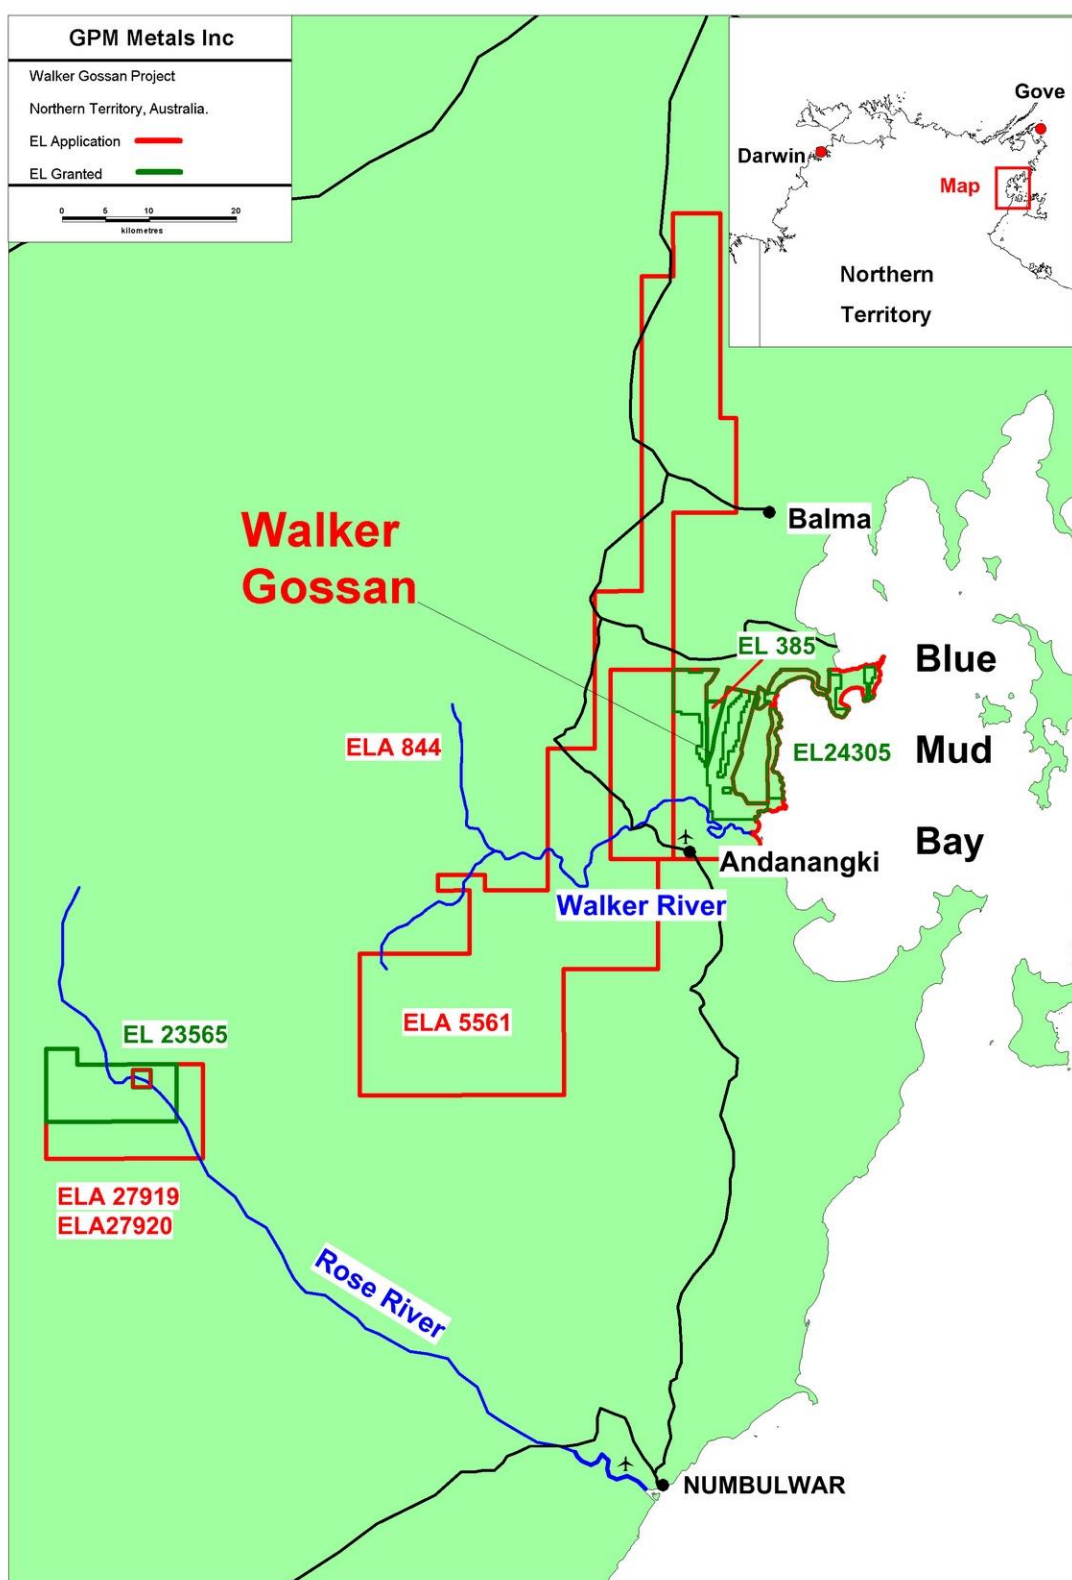 GPM Metals Inc
Walker Gossan Project
Northern Territory, Australia.
EL Application
EL Granted
0 5 10 20
kilometres
Gove
Darwin
Map
Northern
Territory
Walker
Gossan
Balma
EL 385
Blue
ELA 844
EL24305
Mud
Bay
Andanangki
Walker River
ELA 5561
EL 23565
ELA 27919
ELA27920
Rose River
NUMBULWAR